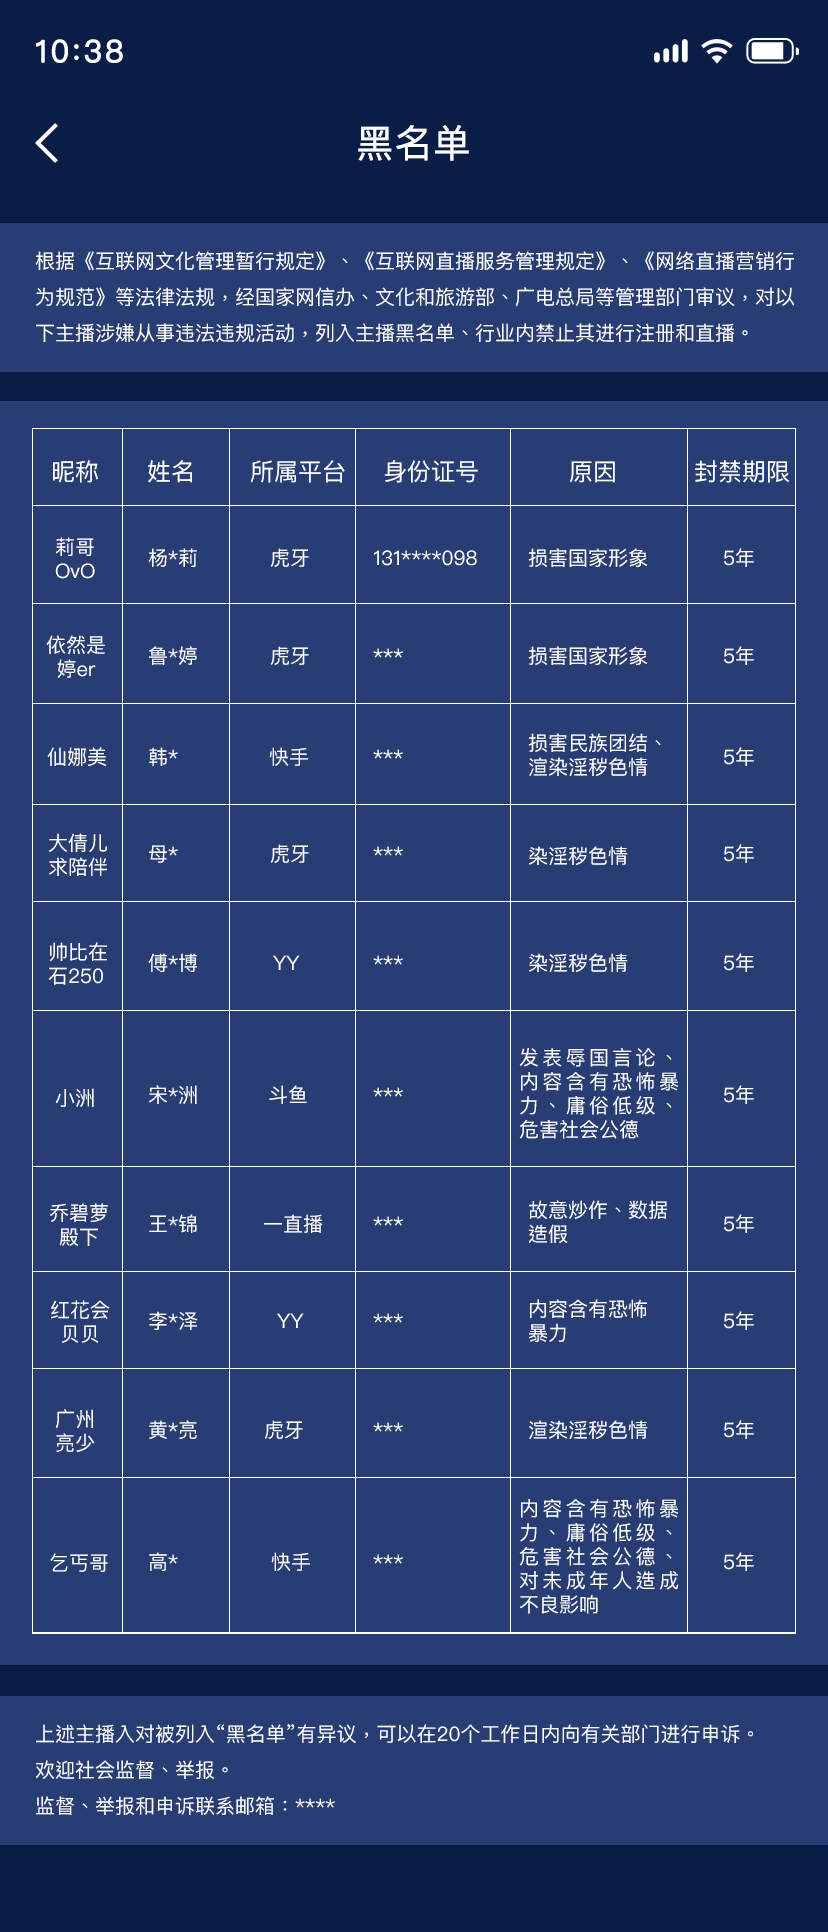 10:38
黑名单
根据《互联网文化管理暂行规定》、《互联网直播服务管理规定》、《网络直播营销行
为规范》等法律法规，经国家网信办、文化和旅游部、广电总局等管理部门审议，对以
下主播涉嫌从事违法违规活动，列入主播黑名单、行业内禁止其进行注册和直播。
昵称 姓名 所属平台 身份证号 原因 封禁期限
莉哥
OvO
杨*莉 虎牙 131****098 损害国家形象 5年
依然是
婷er
鲁*婷 虎牙 *** 损害国家形象 5年
仙娜美 韩* 快手 ***
损害民族团结、
渲染淫秽色情
5年
大倩儿
求陪伴
母* 虎牙 *** 染淫秽色情 5年
帅比在
石250
傅*博 YY *** 染淫秽色情 5年
小洲 宋*洲 斗鱼 ***
发表辱国言论、
内容含有恐怖暴
力、庸俗低级、
危害社会公德
5年
乔碧萝
殿下
王*锦 一直播 ***
故意炒作、数据
造假
5年
红花会
贝贝
李*泽 YY ***
内容含有恐怖
暴力
5年
广州
亮少
黄*亮 虎牙 *** 渲染淫秽色情 5年
乞丐哥 高* 快手 ***
内容含有恐怖暴
力、庸俗低级、
危害社会公德、
对未成年人造成
不良影响
5年
上述主播入对被列入“黑名单”有异议，可以在20个工作日内向有关部门进行申诉。
欢迎社会监督、举报。
监督、举报和申诉联系邮箱：****